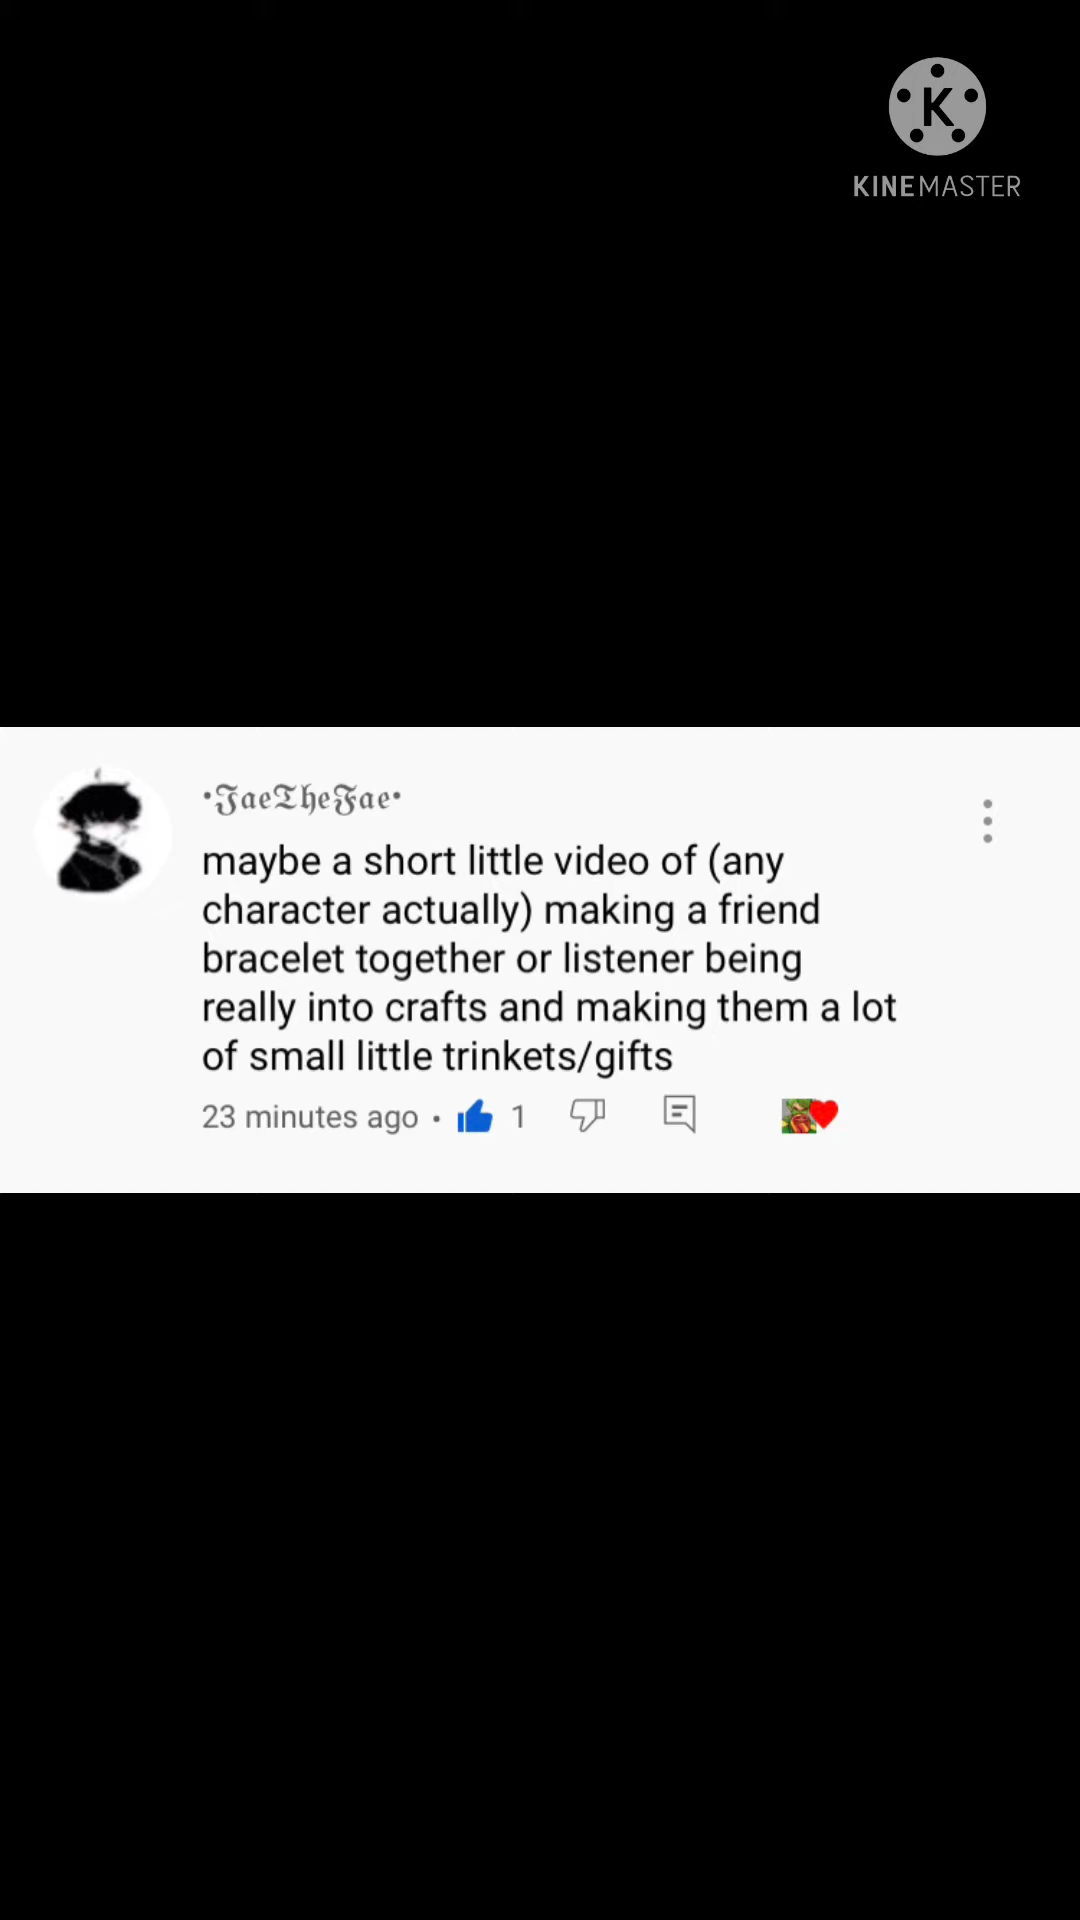 K
KINEMASTER
•𝕴𝖆𝖊𝕿𝖍𝖊𝕱𝖆𝖊•
maybe a short little video of (any
character actually) making a friend
bracelet together or listener being
really into crafts and making them a lot
of small little trinkets/gifts
23 minutes ago • 1